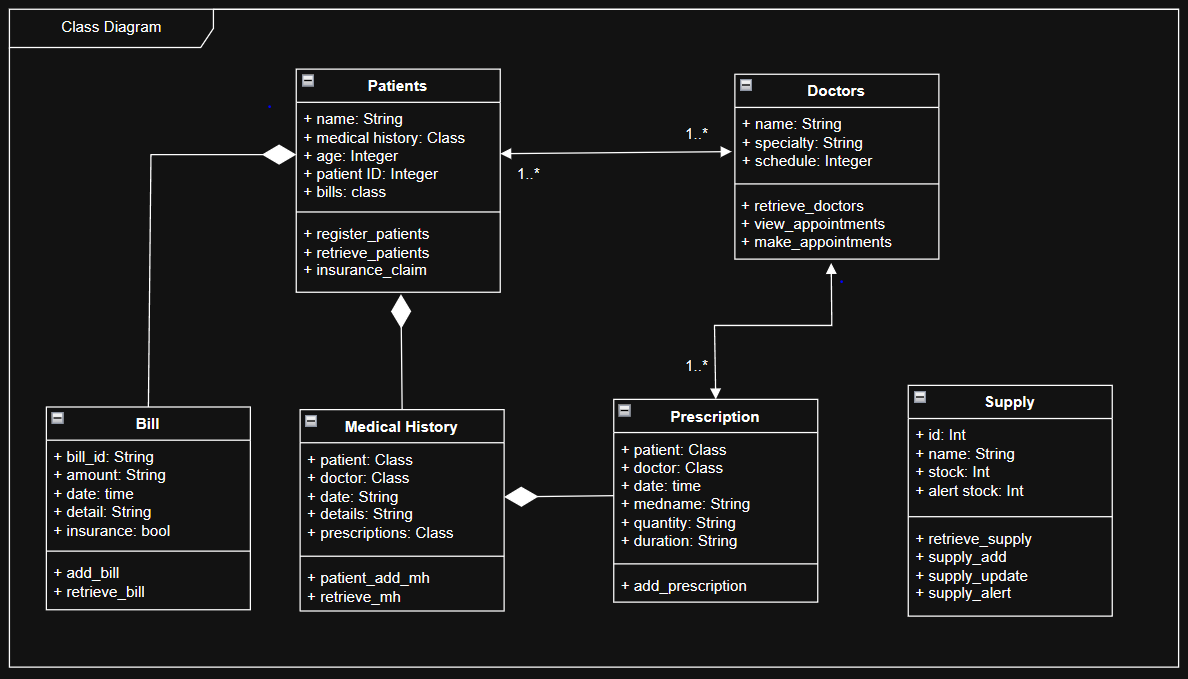 Class Diagram
Patients
+ name: String
+ medical history: Class
+ age: Integer
+ patient ID: Integer
+ bills: class
+ register_patients
+ retrieve_patients
+ insurance_claim
1..*
1..*
Doctors
+ name: String
+ specialty: String
+ schedule: Integer
+ retrieve_doctors
+ view_appointments
+ make_appointments
1..*
Bill
+ bill_id: String
+ amount: String
+ date: time
+ detail: String
+ insurance: bool
+ add_bill
+ retrieve_bill
Medical History
+ patient: Class
+ doctor: Class
+ date: String
+ details: String
+ prescriptions: Class
+ patient_add_mh
+ retrieve_mh
Prescription
+ patient: Class
+ doctor: Class
+ date: time
+ medname: String
+ quantity: String
+ duration: String
+ add_prescription
Supply
+ id: Int
+ name: String
+ stock: Int
+ alert stock: Int
+ retrieve_supply
+ supply_add
+ supply_update
+ supply_alert